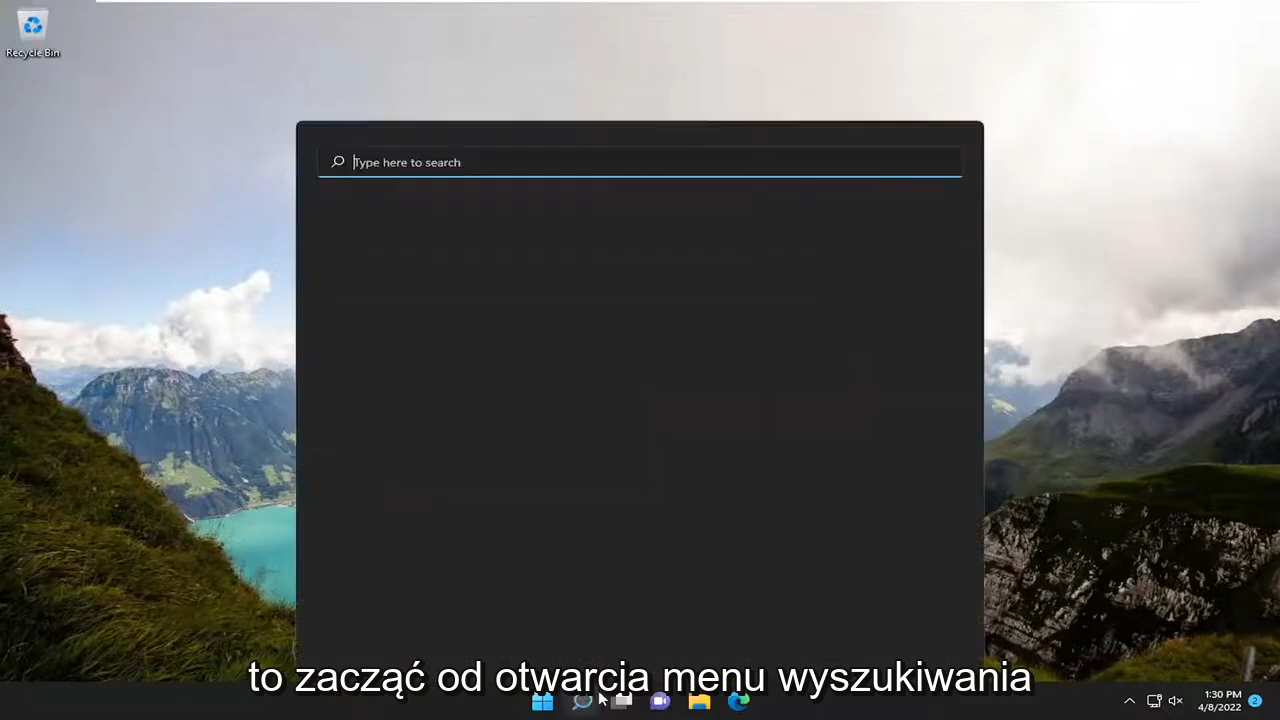 Recycle Bin
Type here to search
to zacząć od otwarcia menu wyszukiwania
1:30 PM
4/8/2022
2